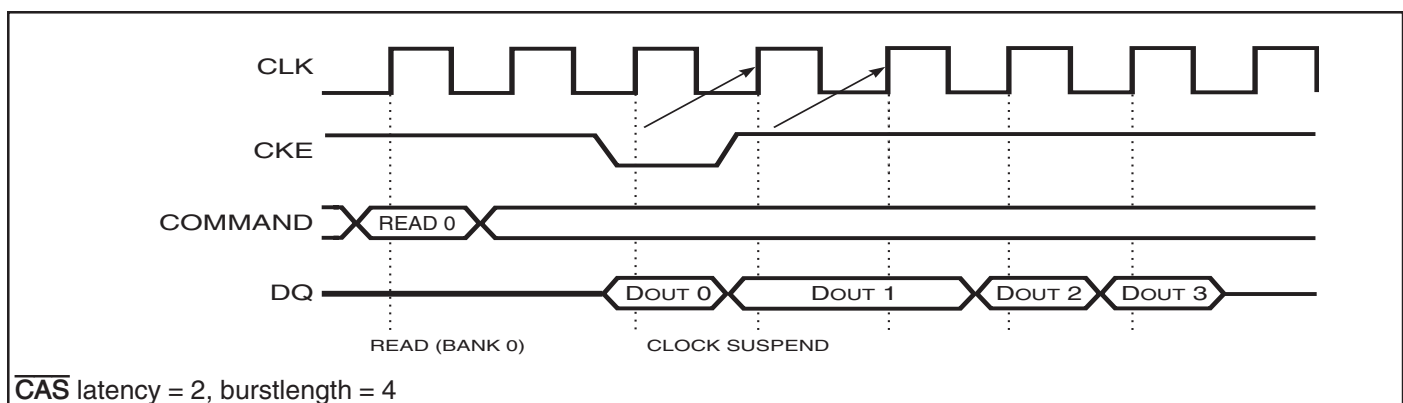 CLK
CKE
COMMAND READ 0
DQ DOUT 0 DOUT 1 DOUT 2 DOUT 3
READ (BANK 0) CLOCK SUSPEND
CAS latency = 2, burstlength = 4